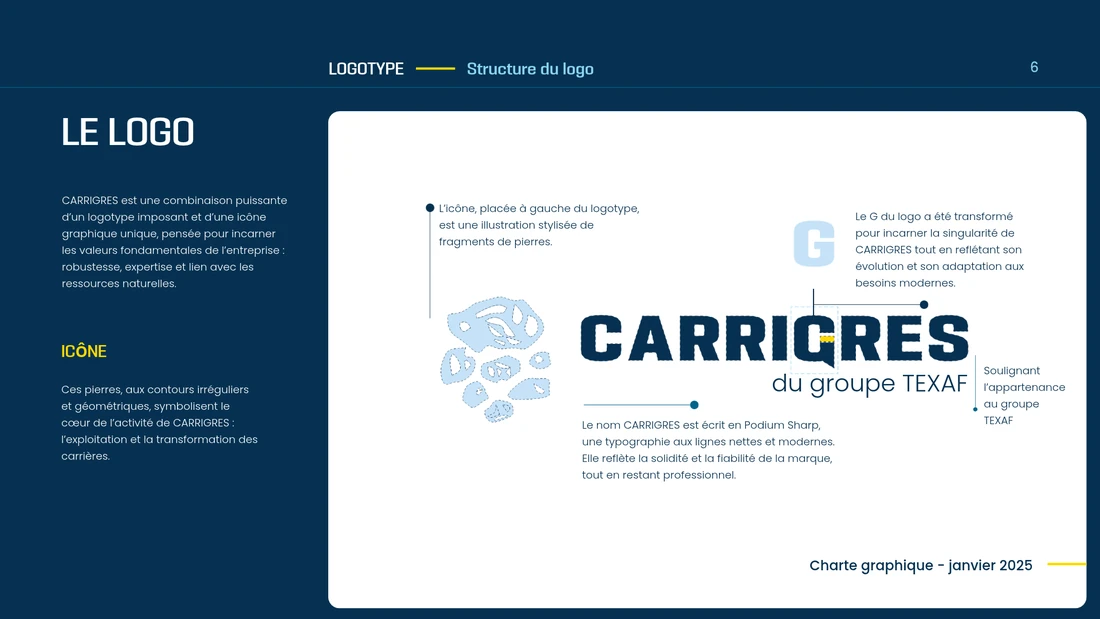 LOGOTYPE Structure du logo 6
LE LOGO
CARRIGRES est une combinaison puissante
d’un logotype imposant et d’une icône
graphique unique, pensée pour incarner
les valeurs fondamentales de l’entreprise :
robustesse, expertise et lien avec les
ressources naturelles.
ICÔNE
Ces pierres, aux contours irréguliers
et géométriques, symbolisent le
cœur de l’activité de CARRIGRES :
l’exploitation et la transformation des
carrières.
L’icône, placée à gauche du logotype,
est une illustration stylisée de
fragments de pierres.
G
Le G du logo a été transformé
pour incarner la singularité de
CARRIGRES tout en reflétant son
évolution et son adaptation aux
besoins modernes.
CARRIGRES
du groupe TEXAF
Soulignant
l’appartenance
au groupe
TEXAF
Le nom CARRIGRES est écrit en Podium Sharp,
une typographie aux lignes nettes et modernes.
Elle reflète la solidité et la fiabilité de la marque,
tout en restant professionnel.
Charte graphique - janvier 2025